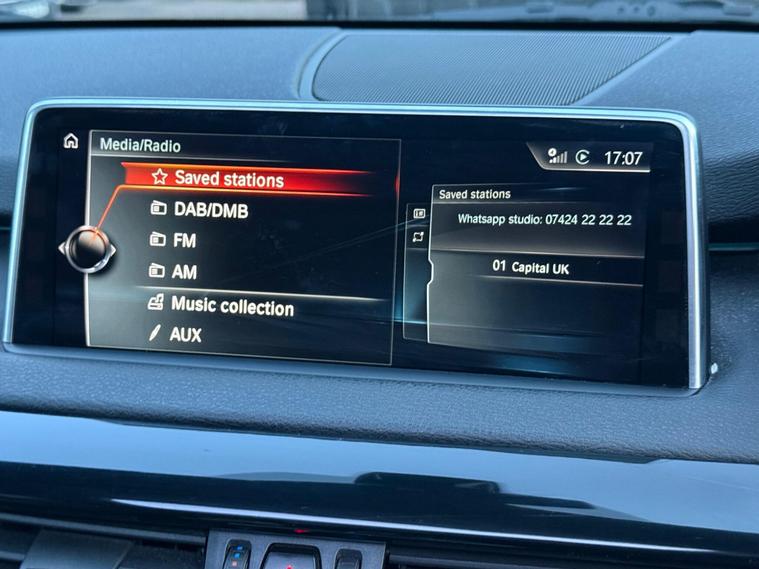 Media/Radio
17:07
Saved stations
DAB/DMB
FM
AM
Music collection
AUX
Saved stations
Whatsapp studio: 07424 22 22 22
01 Capital UK